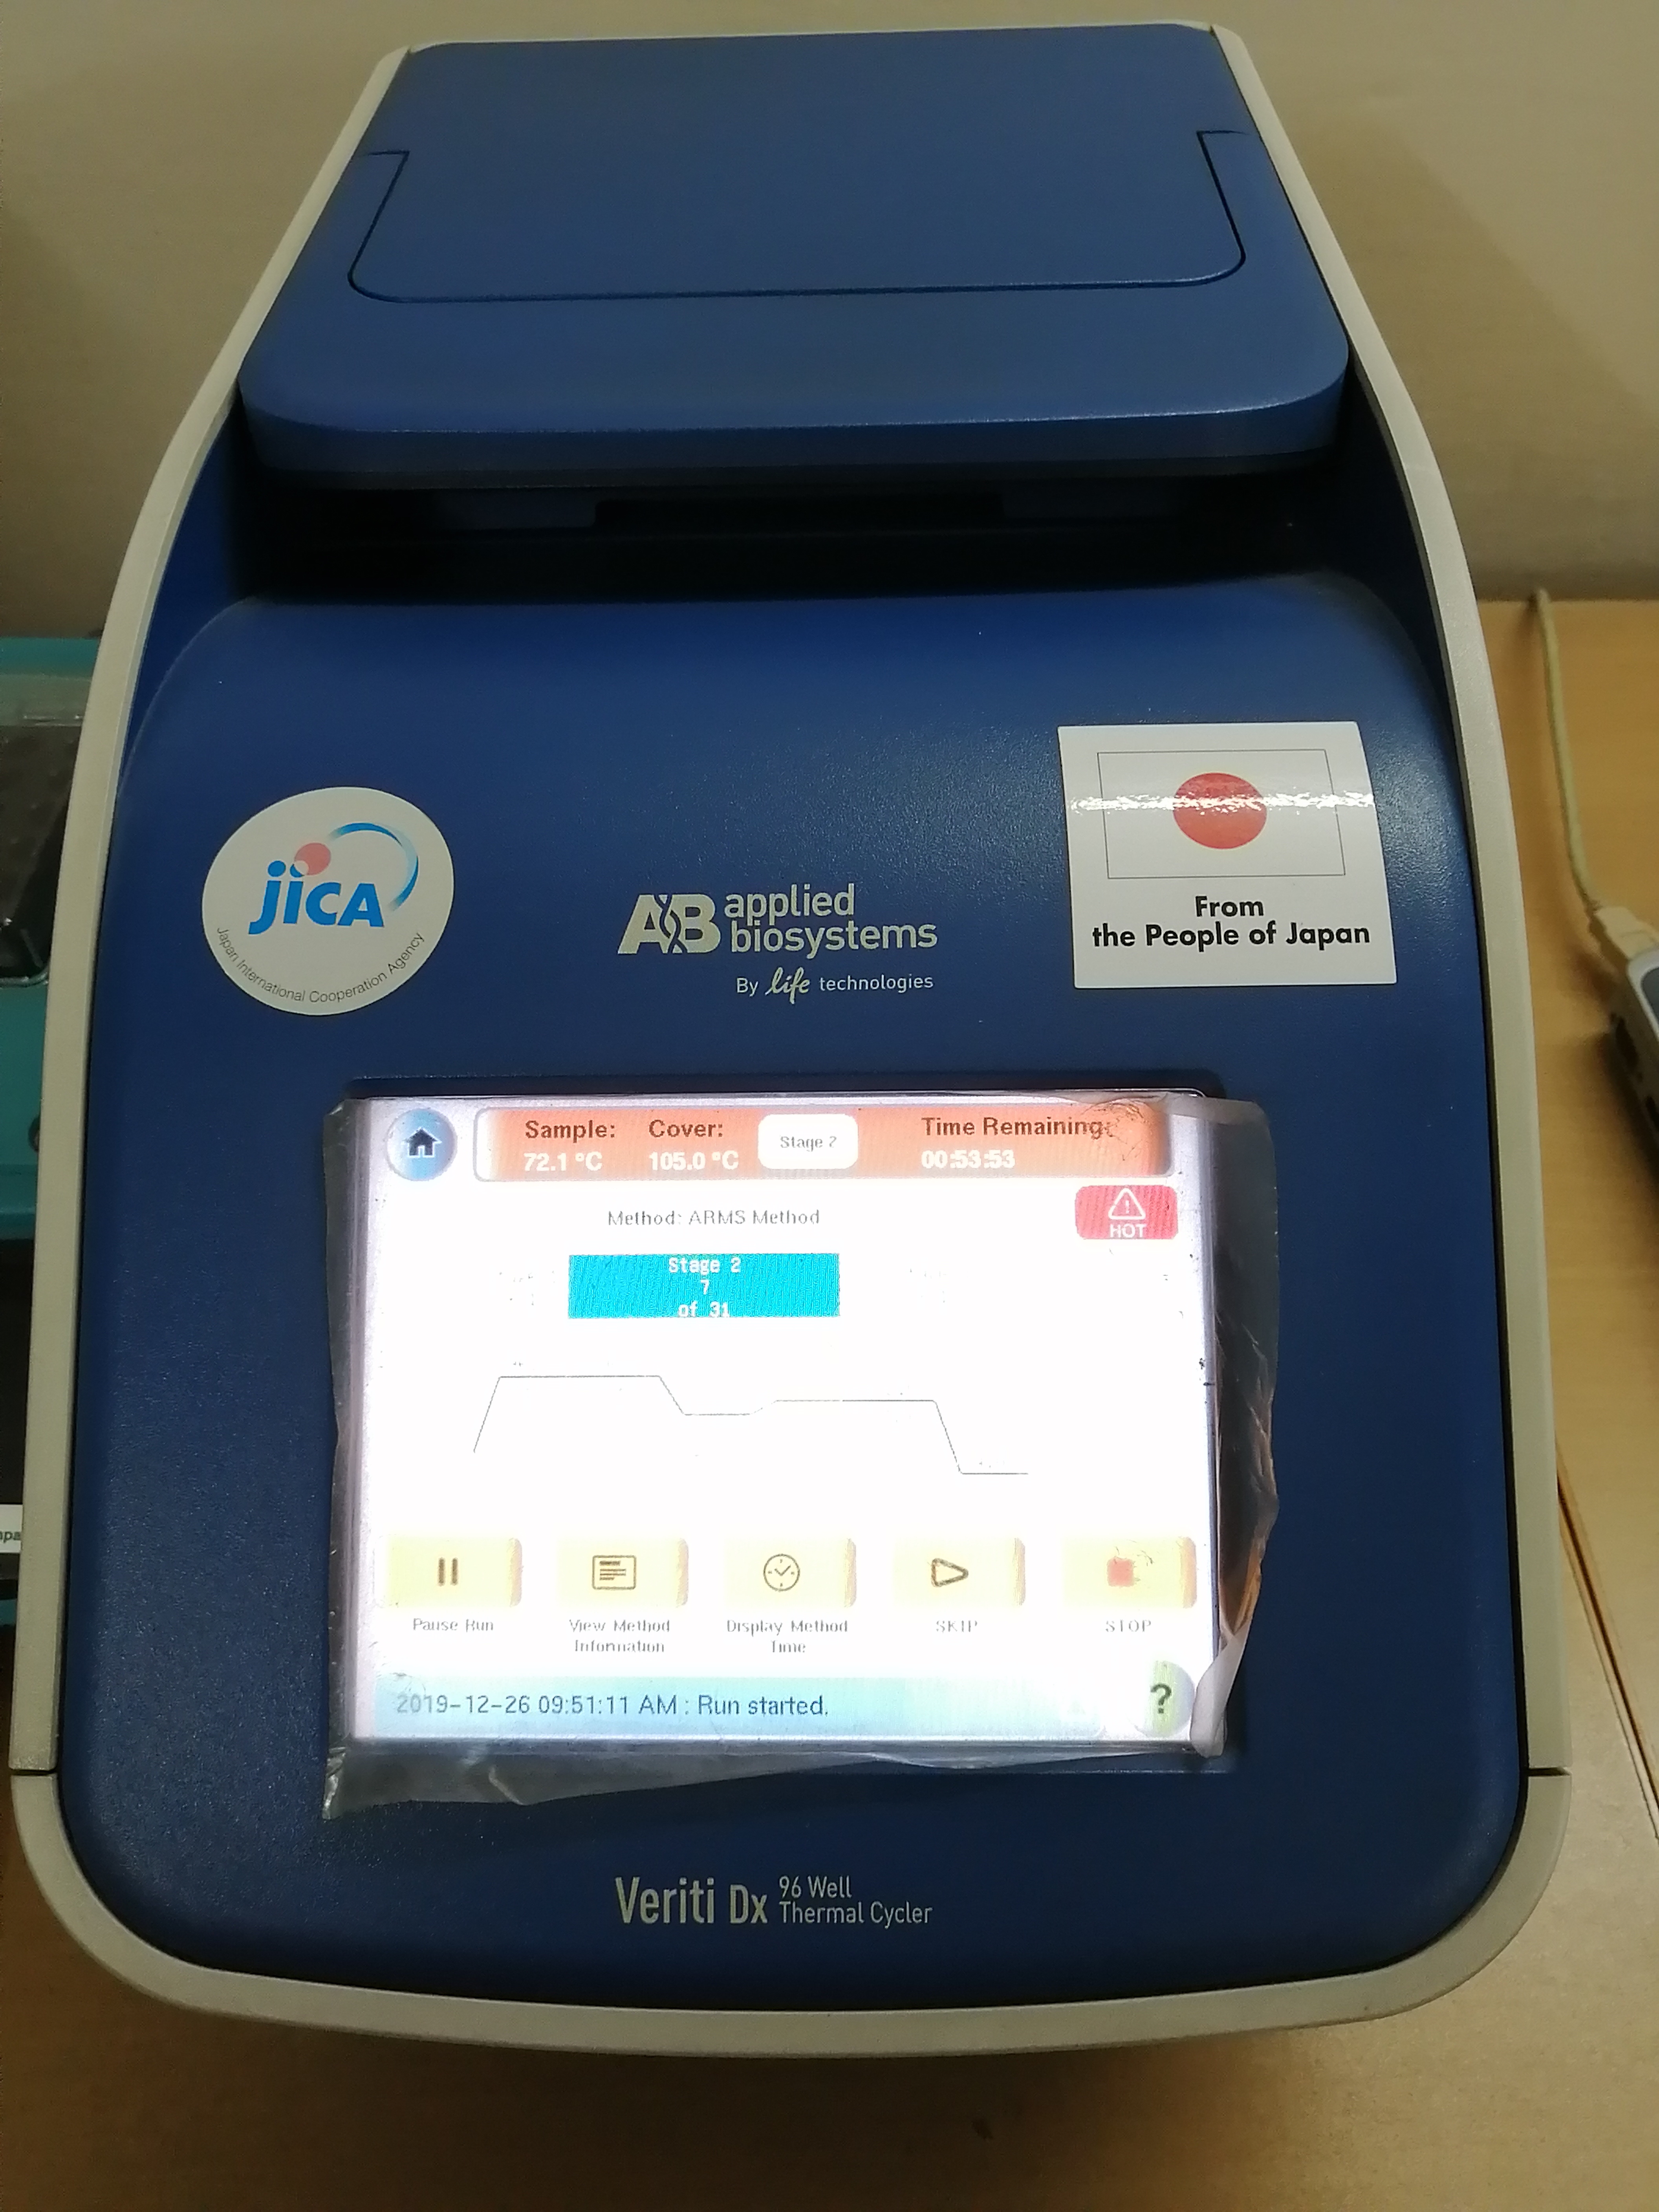 JICA
Japan International Cooperation Agency
AB applied
biosystems
By life technologies
From
the People of Japan
Sample: Cover: Stage 2 Time Remaining:
72.1 °C 105.0 °C 00:53:53
Method: ARMS Method
HOT
Stage 2
7
of 31
Pause Run View Method Display Method SKIP STOP
Information Time
2019-12-26 09:51:11 AM : Run started. ?
Veriti Dx 96 Well
Thermal Cycler